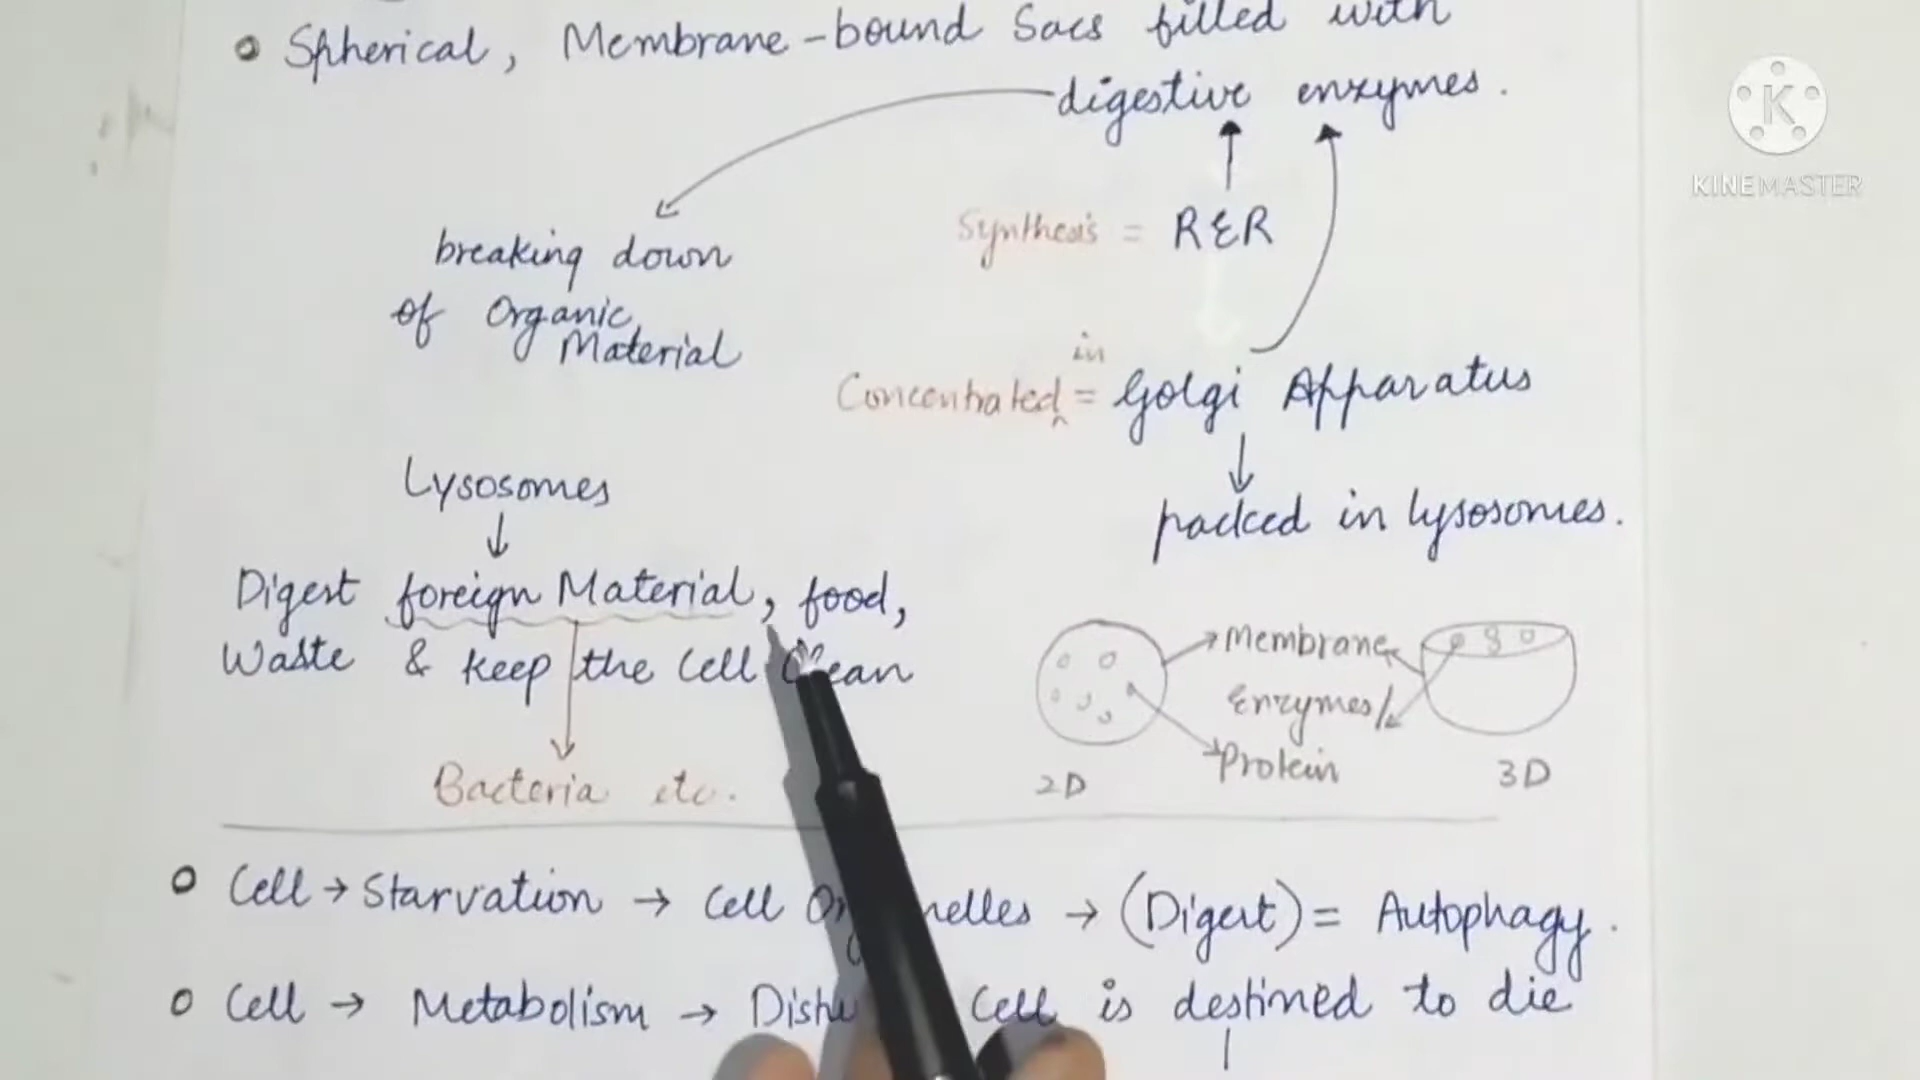 Spherical, Membrane-bound Sacs filled with
digestive enzymes.
breaking down
of Organic
Material
Synthesis = RER
in
Concentrated = Golgi Apparatus
packed in lysosomes.
Lysosomes
Digest foreign Material, food,
Waste & keep the Cell Clean
Bacteria etc.
Membrane
Enzymes/
Protein
2D
3D
Cell → Starvation → Cell → (Digest) = Autophagy.
Cell → Metabolism → Cell is destined to die
K
KINEMASTER